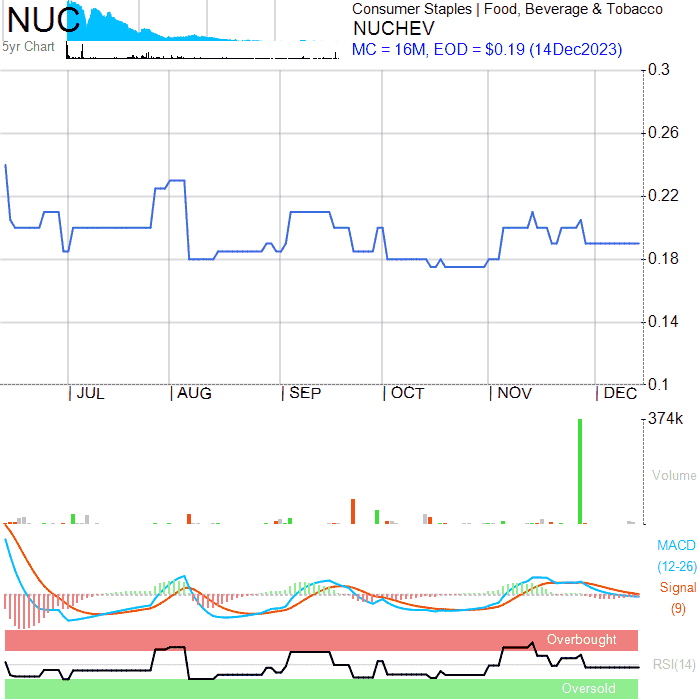 NUC
5yr Chart
Consumer Staples | Food, Beverage & Tobacco
NUCHEV
MC = 16M, EOD = $0.19 (14Dec2023)
0.3
0.26
0.22
0.18
0.14
0.1
JUL AUG SEP OCT NOV DEC
374k
Volume
MACD
(12-26)
Signal
(9)
Overbought
RSI(14)
Oversold